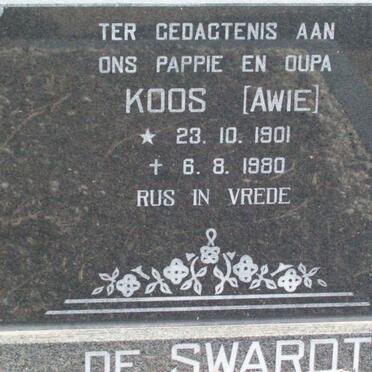 TER GEDAGTENIS AAN
ONS PAPPIE EN OUPA
KOOS [AWIE]
★ 23. 10. 1901
✝ 6. 8. 1980
RUS IN VREDE
DE SWARDT